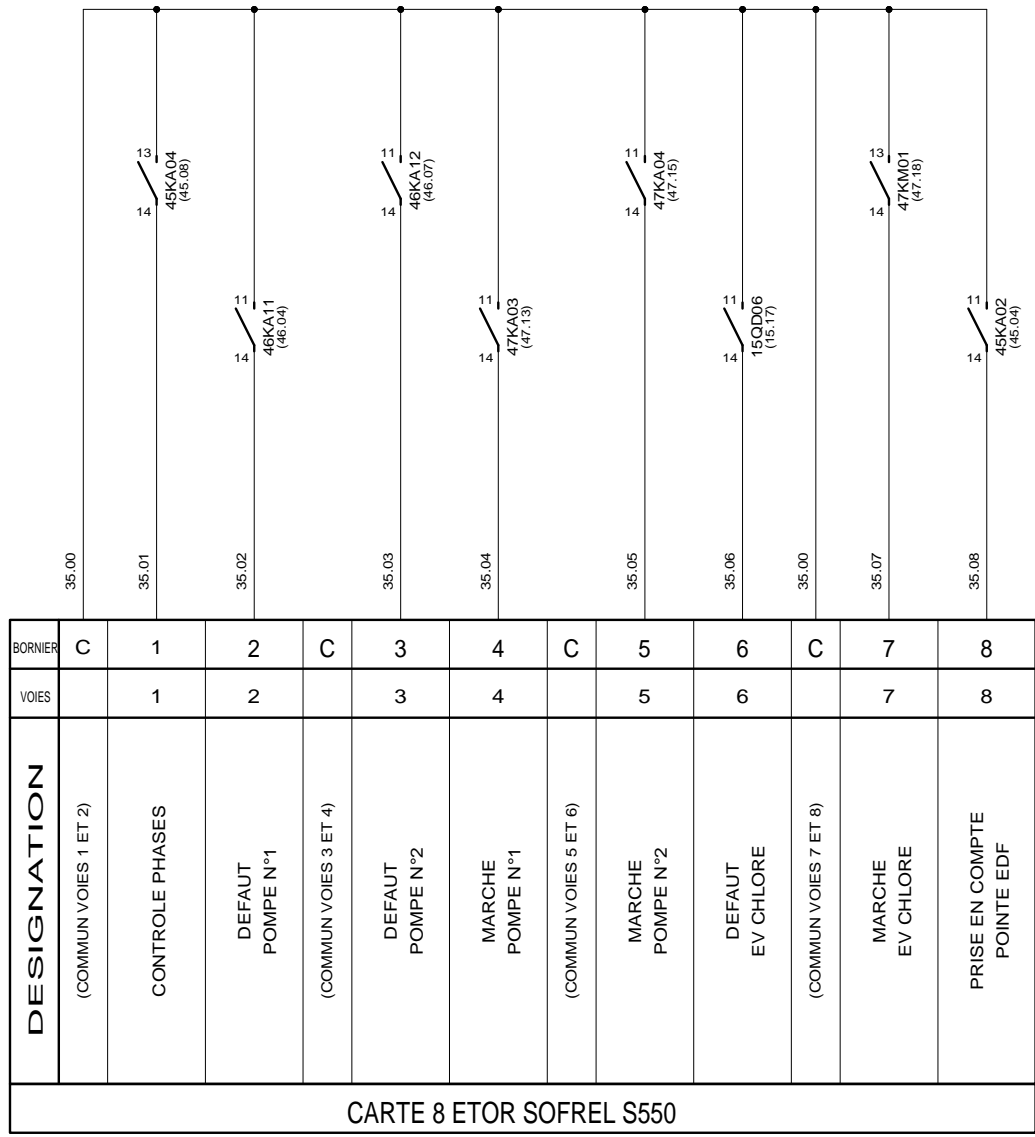 13
45KA04
(45.08)
14
11
46KA12
(46.07)
14
11
47KA04
(47.15)
14
13
47KM01
(47.18)
14
11
46KA11
(46.04)
14
11
47KA03
(47.13)
14
11
15QD06
(15.17)
14
11
45KA02
(45.04)
14
35.00
35.01
35.02
35.03
35.04
35.05
35.06
35.00
35.07
35.08
BORNIER C 1 2 C 3 4 C 5 6 C 7 8
VOIES 1 2 3 4 5 6 7 8
DESIGNATION
(COMMUN VOIES 1 ET 2)
CONTROLE PHASES
DEFAUT
POMPE N°1
(COMMUN VOIES 3 ET 4)
DEFAUT
POMPE N°2
MARCHE
POMPE N°1
(COMMUN VOIES 5 ET 6)
MARCHE
POMPE N°2
DEFAUT
EV CHLORE
(COMMUN VOIES 7 ET 8)
MARCHE
EV CHLORE
PRISE EN COMPTE
POINTE EDF
CARTE 8 ETOR SOFREL S550